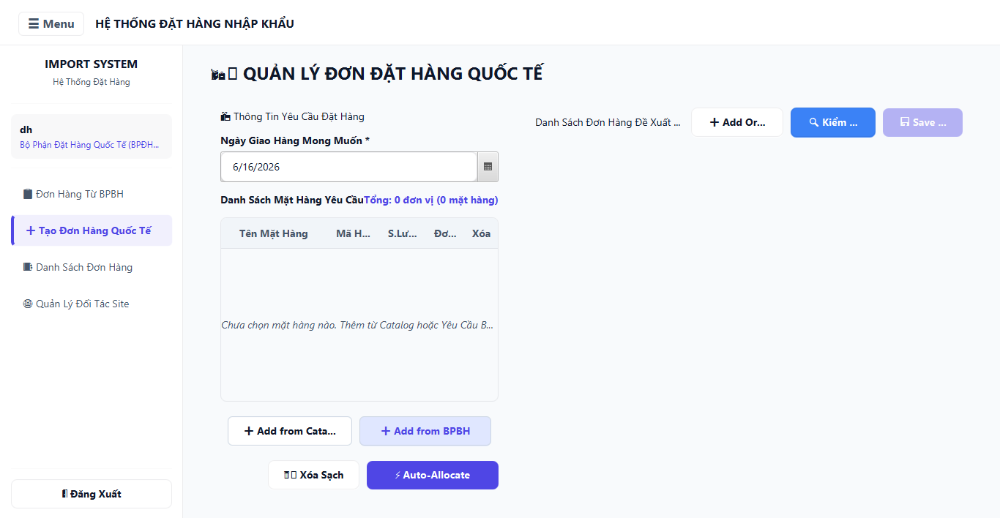 ☰ Menu
HỆ THỐNG ĐẶT HÀNG NHẬP KHẨU
IMPORT SYSTEM
Hệ Thống Đặt Hàng
dh
Bộ Phận Đặt Hàng Quốc Tế (BPĐH...
Đơn Hàng Từ BPBH
+ Tạo Đơn Hàng Quốc Tế
Danh Sách Đơn Hàng
Quản Lý Đối Tác Site
Đăng Xuất
QUẢN LÝ ĐƠN ĐẶT HÀNG QUỐC TẾ
Thông Tin Yêu Cầu Đặt Hàng
Ngày Giao Hàng Mong Muốn *
6/16/2026
Danh Sách Mặt Hàng Yêu CầuTổng: 0 đơn vị (0 mặt hàng)
Tên Mặt Hàng Mã H... S.Lư... Đơ... Xóa
Chưa chọn mặt hàng nào. Thêm từ Catalog hoặc Yêu Cầu B...
+ Add from Cata... + Add from BPBH
Xóa Sạch ⚡ Auto-Allocate
Danh Sách Đơn Hàng Đề Xuất ... + Add Or... Kiểm ... Save ...